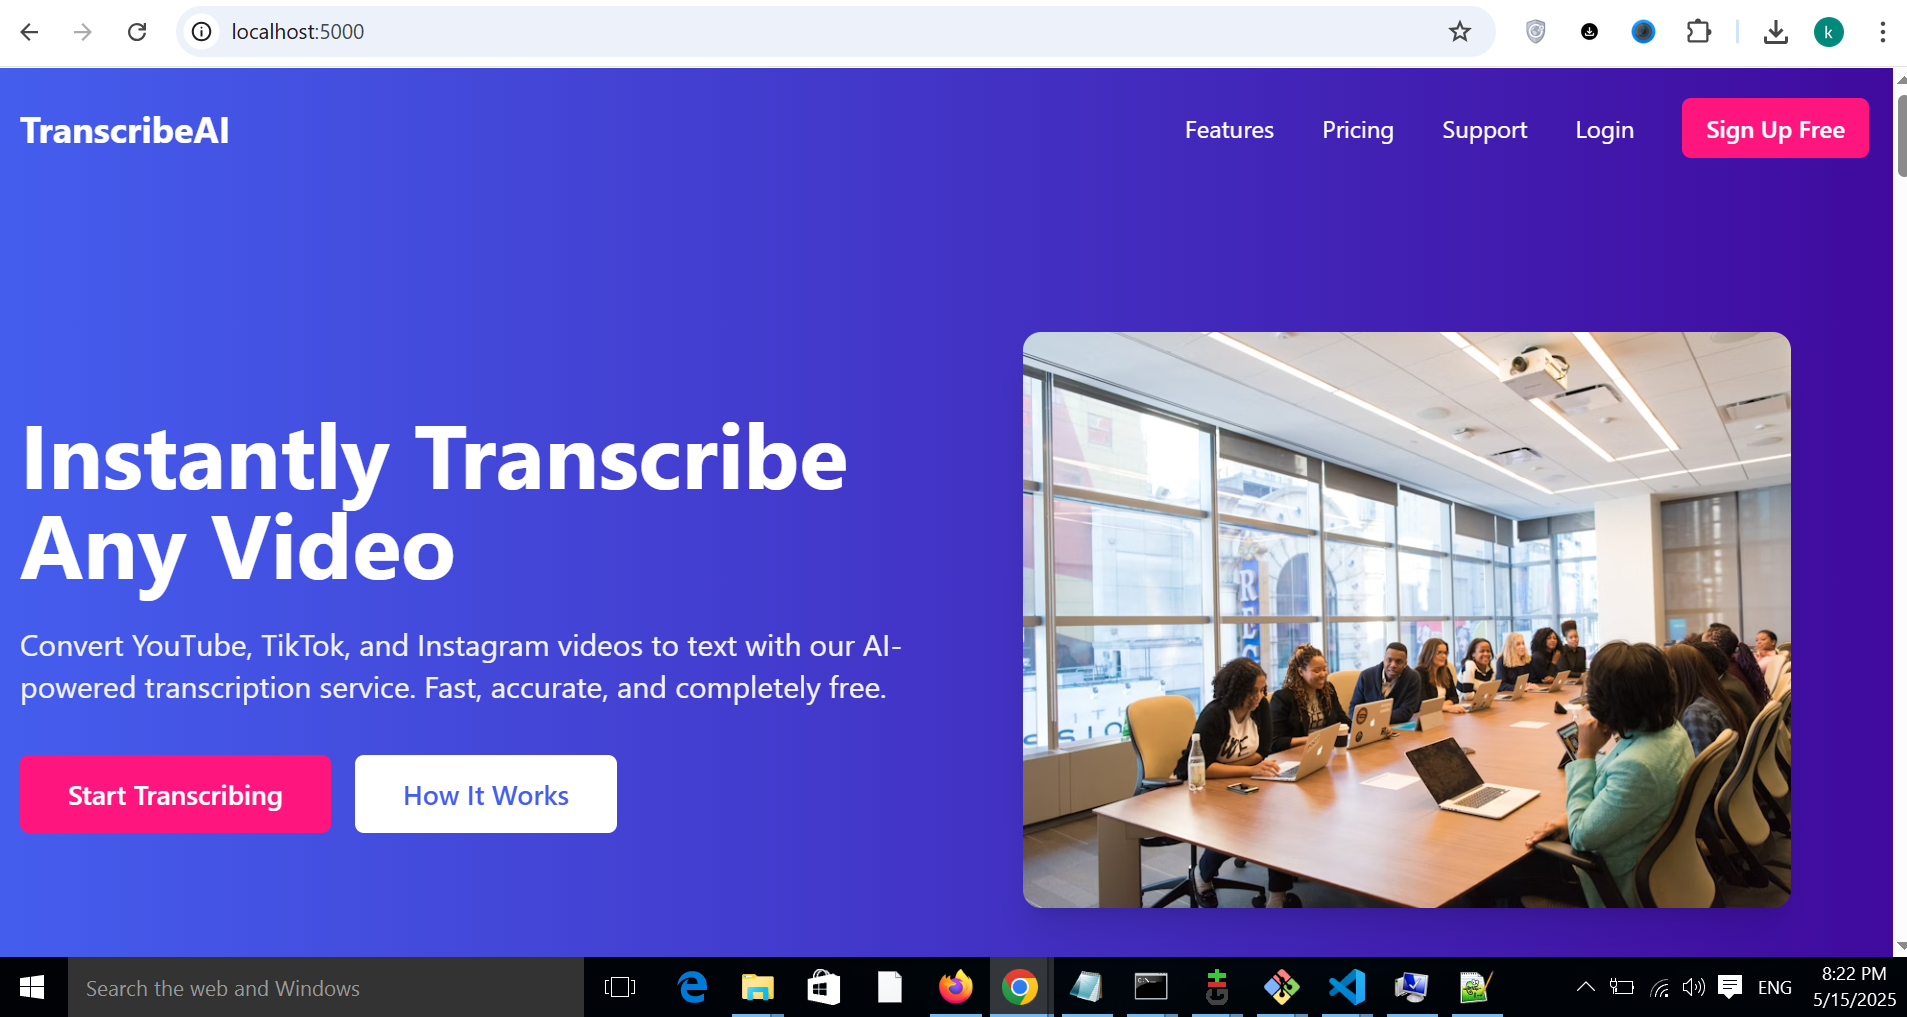 localhost:5000
k
TranscribeAI
Features
Pricing
Support
Login
Sign Up Free
Instantly Transcribe
Any Video
Convert YouTube, TikTok, and Instagram videos to text with our AI-
powered transcription service. Fast, accurate, and completely free.
Start Transcribing
How It Works
Search the web and Windows
ENG
8:22 PM
5/15/2025